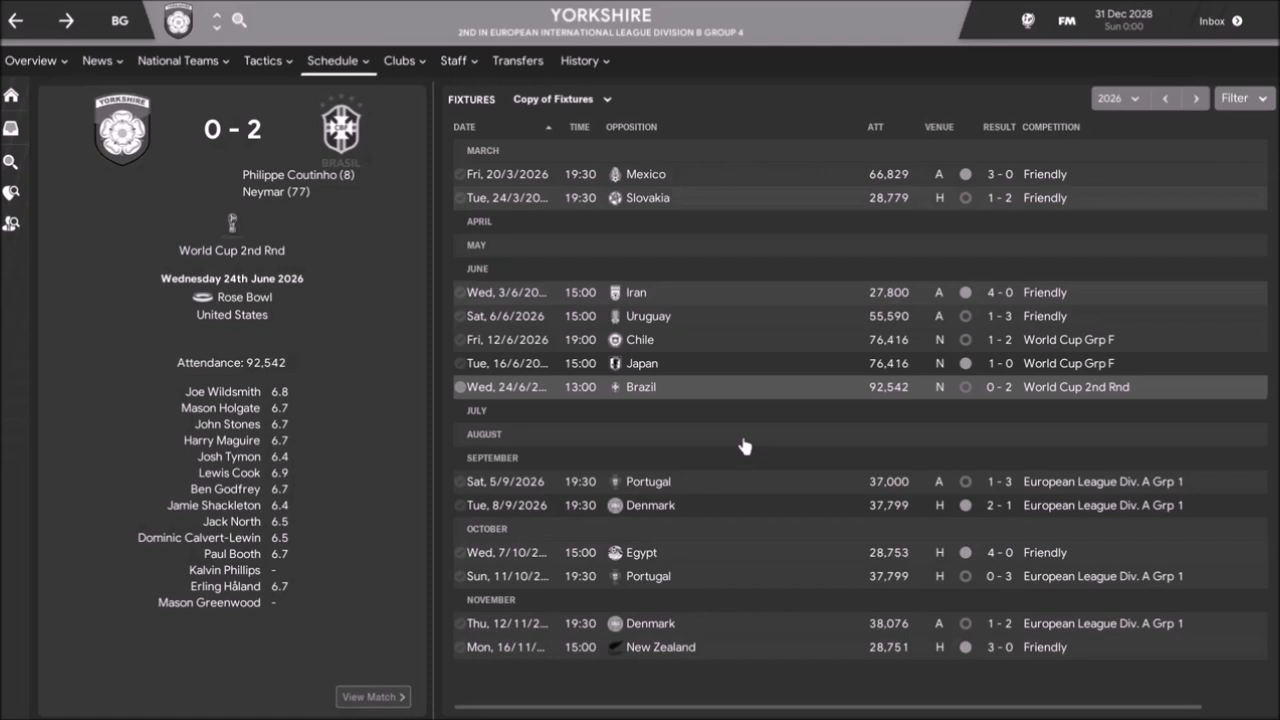 BG
YORKSHIRE
2ND IN EUROPEAN INTERNATIONAL LEAGUE DIVISION B GROUP 4
FM
31 Dec 2028
Sun 0:00
Inbox
Overview News National Teams Tactics Schedule Clubs Staff Transfers History
YORKSHIRE
0 - 2
CBF
BRASIL
Philippe Coutinho (8)
Neymar (77)
World Cup 2nd Rnd
Wednesday 24th June 2026
Rose Bowl
United States
Attendance: 92,542
Joe Wildsmith 6.8
Mason Holgate 6.7
John Stones 6.7
Harry Maguire 6.7
Josh Tymon 6.4
Lewis Cook 6.9
Ben Godfrey 6.7
Jamie Shackleton 6.4
Jack North 6.5
Dominic Calvert-Lewin 6.5
Paul Booth 6.7
Kalvin Phillips -
Erling Håland 6.7
Mason Greenwood -
View Match
FIXTURES Copy of Fixtures 2026 Filter
DATE TIME OPPOSITION ATT VENUE RESULT COMPETITION
MARCH
Fri, 20/3/2026 19:30 Mexico 66,829 A 3 - 0 Friendly
Tue, 24/3/20... 19:30 Slovakia 28,779 H 1 - 2 Friendly
APRIL
MAY
JUNE
Wed, 3/6/20... 15:00 Iran 27,800 A 4 - 0 Friendly
Sat, 6/6/2026 15:00 Uruguay 55,590 A 1 - 3 Friendly
Fri, 12/6/2026 19:00 Chile 76,416 N 1 - 2 World Cup Grp F
Tue, 16/6/20... 15:00 Japan 76,416 N 1 - 0 World Cup Grp F
Wed, 24/6/2... 13:00 Brazil 92,542 N 0 - 2 World Cup 2nd Rnd
JULY
AUGUST
SEPTEMBER
Sat, 5/9/2026 19:30 Portugal 37,000 A 1 - 3 European League Div. A Grp 1
Tue, 8/9/2026 19:30 Denmark 37,799 H 2 - 1 European League Div. A Grp 1
OCTOBER
Wed, 7/10/2... 15:00 Egypt 28,753 H 4 - 0 Friendly
Sun, 11/10/2... 19:30 Portugal 37,799 H 0 - 3 European League Div. A Grp 1
NOVEMBER
Thu, 12/11/2... 19:30 Denmark 38,076 A 1 - 2 European League Div. A Grp 1
Mon, 16/11/... 15:00 New Zealand 28,751 H 3 - 0 Friendly